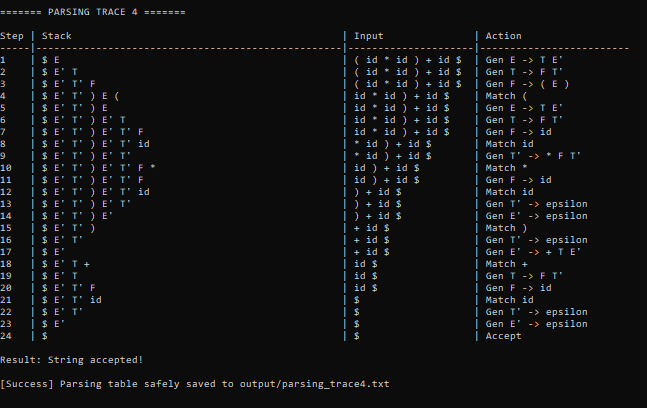 ======= PARSING TRACE 4 =======
Step | Stack | Input | Action
-----|------------------------------------------------|--------------------|------------------------
1 | $ E | ( id * id ) + id $ | Gen E -> T E'
2 | $ E' T | ( id * id ) + id $ | Gen T -> F T'
3 | $ E' T' F | ( id * id ) + id $ | Gen F -> ( E )
4 | $ E' T' ) E ( | id * id ) + id $ | Match (
5 | $ E' T' ) E | id * id ) + id $ | Gen E -> T E'
6 | $ E' T' ) E' T | id * id ) + id $ | Gen T -> F T'
7 | $ E' T' ) E' T' F | id * id ) + id $ | Gen F -> id
8 | $ E' T' ) E' T' id | * id ) + id $ | Match id
9 | $ E' T' ) E' T' | * id ) + id $ | Gen T' -> * F T'
10 | $ E' T' ) E' T' F * | id ) + id $ | Match *
11 | $ E' T' ) E' T' F | id ) + id $ | Gen F -> id
12 | $ E' T' ) E' T' id | ) + id $ | Match id
13 | $ E' T' ) E' T' | ) + id $ | Gen T' -> epsilon
14 | $ E' T' ) E' | ) + id $ | Gen E' -> epsilon
15 | $ E' T' ) | + id $ | Match )
16 | $ E' T' | + id $ | Gen T' -> epsilon
17 | $ E' | + id $ | Gen E' -> + T E'
18 | $ E' T + | id $ | Match +
19 | $ E' T | id $ | Gen T -> F T'
20 | $ E' T' F | id $ | Gen F -> id
21 | $ E' T' id | $ | Match id
22 | $ E' T' | $ | Gen T' -> epsilon
23 | $ E' | $ | Gen E' -> epsilon
24 | $ | $ | Accept
Result: String accepted!
[Success] Parsing table safely saved to output/parsing_trace4.txt